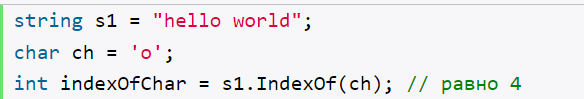 string s1 = "hello world";
char ch = 'o';
int indexOfChar = s1.IndexOf(ch); // равно 4